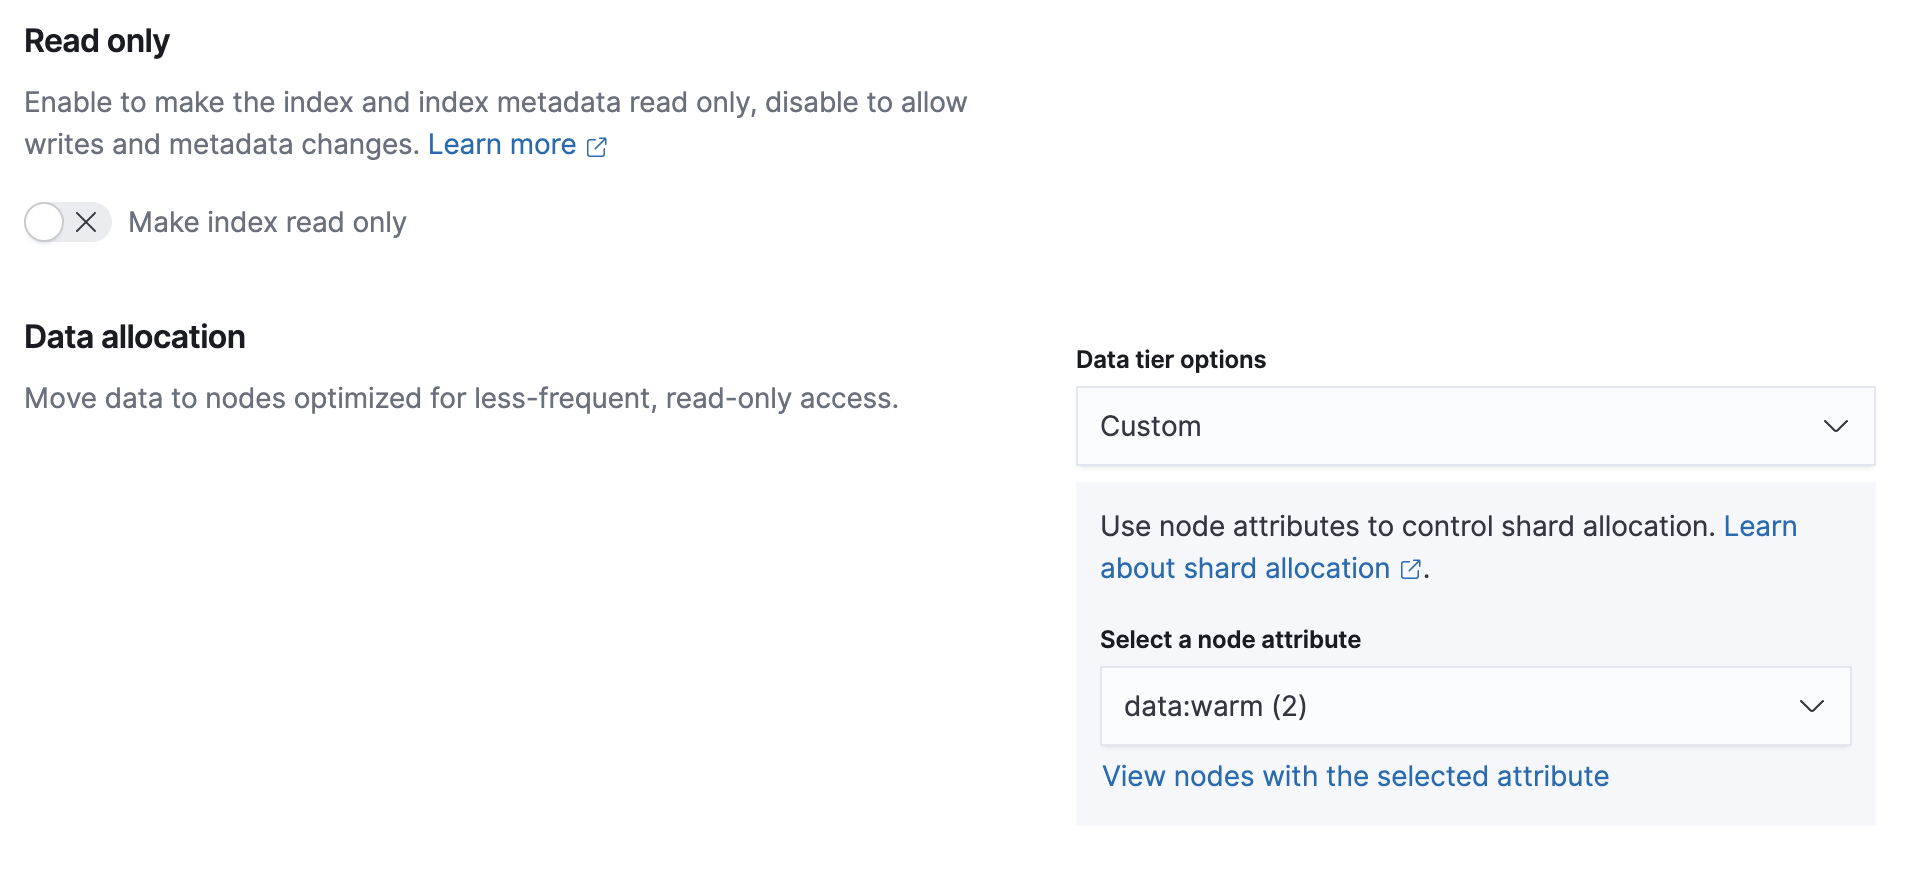 Read only
Enable to make the index and index metadata read only, disable to allow
writes and metadata changes. Learn more
Make index read only
Data allocation
Move data to nodes optimized for less-frequent, read-only access.
Data tier options
Custom
Use node attributes to control shard allocation. Learn
about shard allocation .
Select a node attribute
data:warm (2)
View nodes with the selected attribute